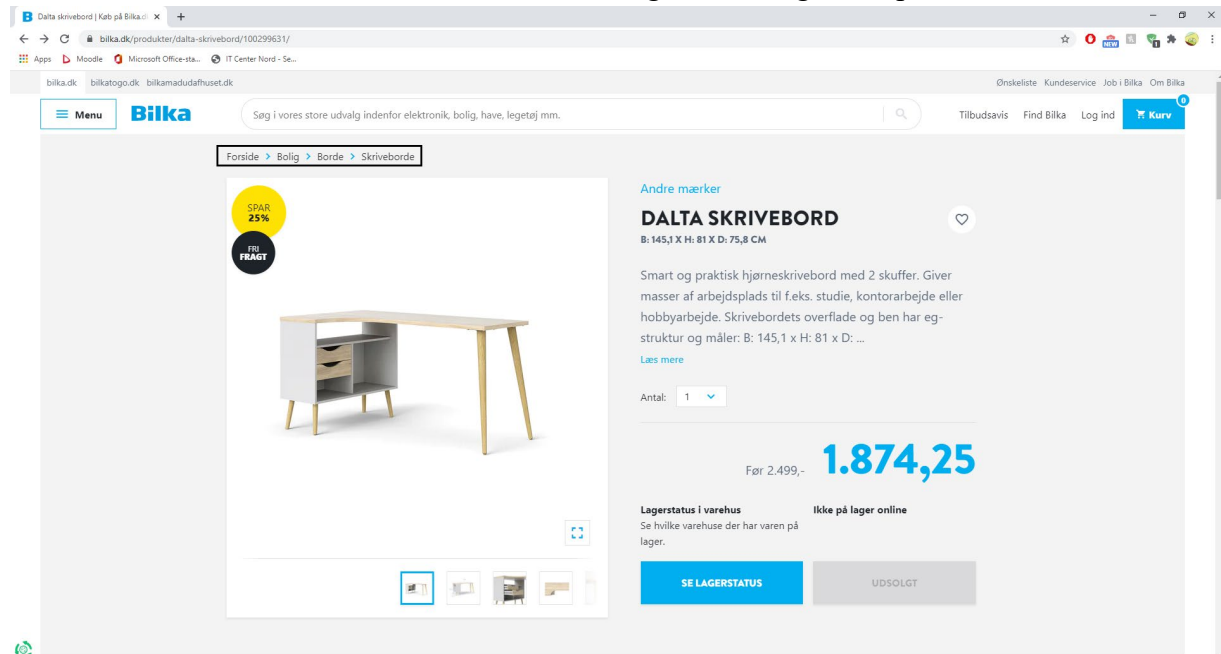 Dalta skrivebord | Køb på Bilka.d
bilka.dk/produkter/dalta-skrivebord/100299631/
NEW
Apps Moodle Microsoft Office-sta... IT Center Nord - Se...
bilka.dk bilkatogo.dk bilkamadudafhuset.dk
Ønskeliste Kundeservice Job i Bilka Om Bilka
Menu
Bilka
Søg i vores store udvalg indenfor elektronik, bolig, have, legetøj mm.
Tilbudsavis Find Bilka Log ind
Kurv
0
Forside > Bolig > Borde > Skriveborde
SPAR
25%
FRI
FRAGT
Andre mærker
DALTA SKRIVEBORD
B: 145,1 X H: 81 X D: 75,8 CM
Smart og praktisk hjørneskrivebord med 2 skuffer. Giver
masser af arbejdsplads til f.eks. studie, kontorarbejde eller
hobbyarbejde. Skrivebordets overflade og ben har eg-
struktur og måler: B: 145,1 x H: 81 x D: ...
Læs mere
Antal: 1
Før 2.499,- 1.874,25
Lagerstatus i varehus
Se hvilke varehuse der har varen på
lager.
Ikke på lager online
SE LAGERSTATUS
UDSOLGT